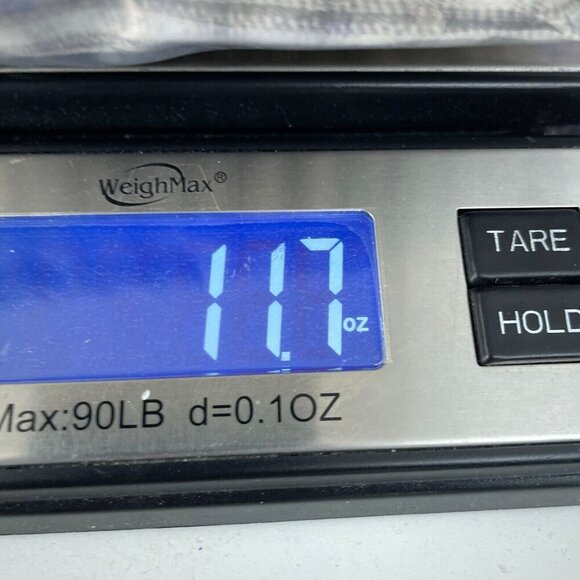 WeighMax®
TARE
11.7 oz
HOLD
Max:90LB d=0.1OZ